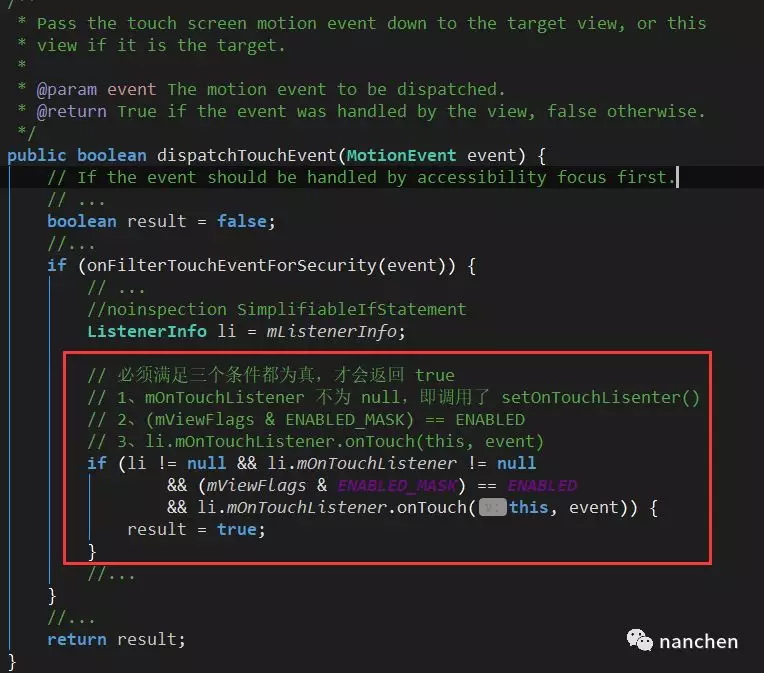 /**
* Pass the touch screen motion event down to the target view, or this
* view if it is the target.
*
* @param event The motion event to be dispatched.
* @return True if the event was handled by the view, false otherwise.
*/
public boolean dispatchTouchEvent(MotionEvent event) {
// If the event should be handled by accessibility focus first.
// ...
boolean result = false;
//...
if (onFilterTouchEventForSecurity(event)) {
// ...
//noinspection SimplifiableIfStatement
ListenerInfo li = mListenerInfo;
// 必须满足三个条件都为真，才会返回 true
// 1、mOnTouchListener 不为 null，即调用了 setOnTouchLisenter()
// 2、(mViewFlags & ENABLED_MASK) == ENABLED
// 3、li.mOnTouchListener.onTouch(this, event)
if (li != null && li.mOnTouchListener != null
&& (mViewFlags & ENABLED_MASK) == ENABLED
&& li.mOnTouchListener.onTouch( v: this, event)) {
result = true;
}
//...
}
//...
return result;
}
nanchen